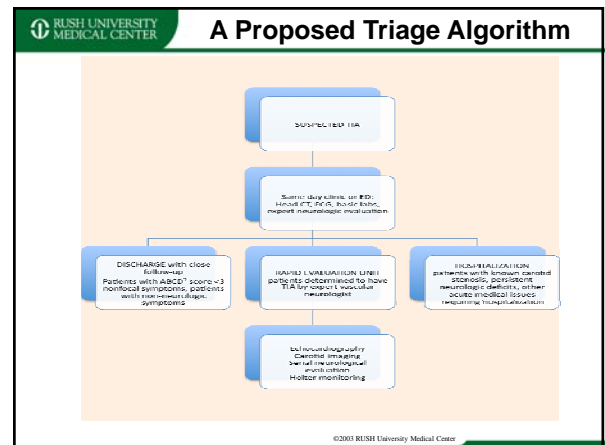 RUSH UNIVERSITY
MEDICAL CENTER
A Proposed Triage Algorithm
SUSPECTED TIA
Same day clinic or ED:
Head CT, ECG, basic labs,
expert neurologic evaluation
DISCHARGE with close
follow-up
Patients with ABCD² score <3
nonfocal symptoms, patients
with non-neurologic
symptoms
RAPID EVALUATION UNIT
patients determined to have
TIA by expert vascular
neurologist
HOSPITALIZATION
patients with known carotid
stenosis, persistent
neurologic deficits, other
acute medical issues
requiring hospitalization
Echocardiography
Carotid imaging
Serial neurological
evaluation
Holter monitoring
©2003 RUSH University Medical Center